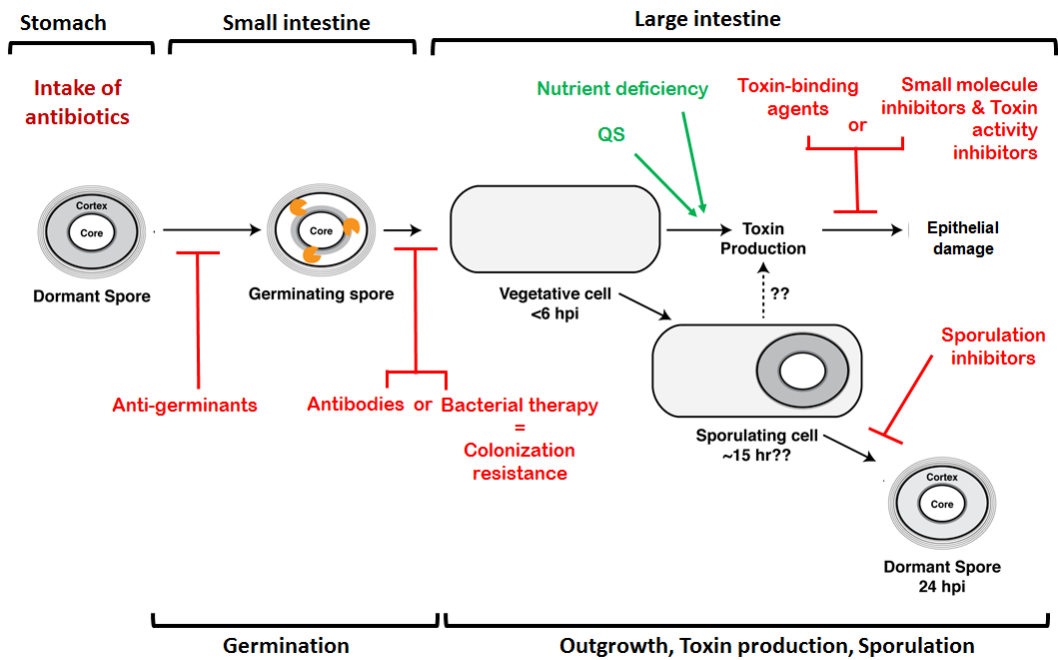 Stomach
Small intestine
Large intestine
Intake of
antibiotics
Nutrient deficiency
QS
Toxin-binding
agents
or
Small molecule
inhibitors & Toxin
activity
inhibitors
Cortex
Core
Dormant Spore
Core
Germinating spore
Vegetative cell
<6 hpi
Toxin
Production
Epithelial
damage
??
Anti-germinants
Antibodies or Bacterial therapy
=
Colonization
resistance
Sporulating cell
~15 hr??
Sporulation
inhibitors
Cortex
Core
Dormant Spore
24 hpi
Germination
Outgrowth, Toxin production, Sporulation